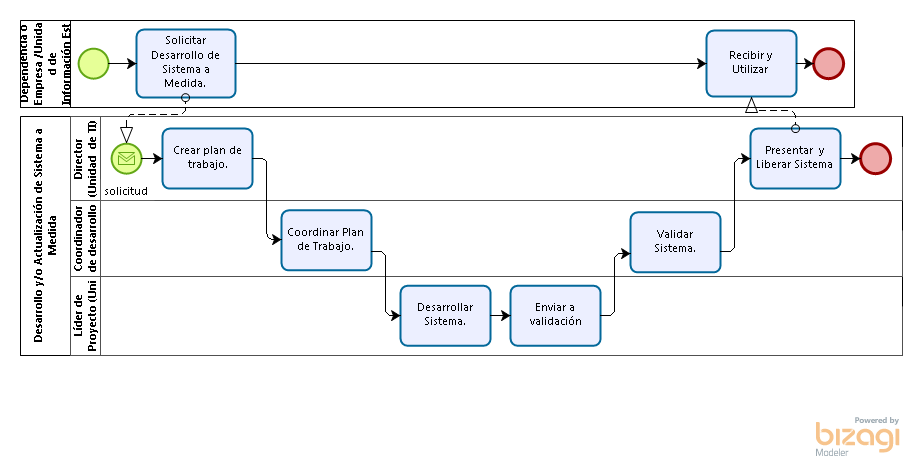 Dependencia o
Empresa /Unida
d de
Información Est
Solicitar
Desarrollo de
Sistema a
Medida.
Recibir y
Utilizar
Desarrollo y/o Actualización de Sistema a
Medida
Director
(Unidad de TI)
solicitud
Crear plan de
trabajo.
Presentar y
Liberar Sistema
Coordinador
de desarrollo
Coordinar Plan
de Trabajo.
Validar
Sistema.
Líder de
Proyecto (Uni
Desarrollar
Sistema.
Enviar a
validación
Powered by
bizagi
Modeler